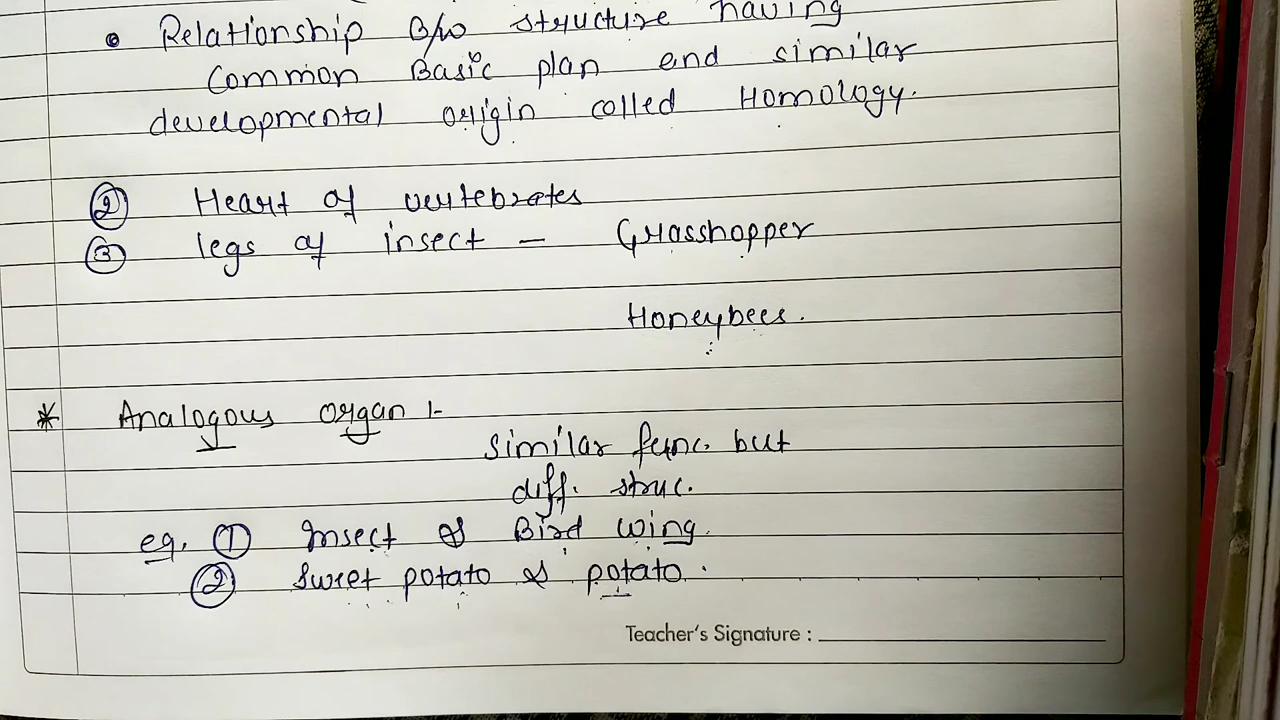 • Relationship B/w structure having
Common Basic plan and similar
developmental origin called Homology.
② Heart of vertebrates
③ legs of insect – Grasshopper
Honeybees.
* Analogous organ :-
similar func. but
diff. struc.
eg. ① Insect & Bird wing.
② Sweet potato & potato.
Teacher's Signature :